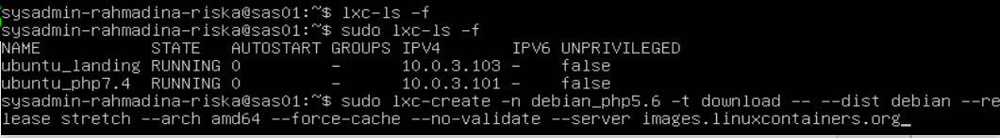 sysadmin-rahmadina-riska@sas01:~$ lxc-ls -f
sysadmin-rahmadina-riska@sas01:~$ sudo lxc-ls -f
NAME           STATE   AUTOSTART GROUPS IPV4       IPV6 UNPRIVILEGED
ubuntu_landing RUNNING 0         -      10.0.3.103 -    false
ubuntu_php7.4  RUNNING 0         -      10.0.3.101 -    false
sysadmin-rahmadina-riska@sas01:~$ sudo lxc-create -n debian_php5.6 -t download -- --dist debian --re
lease stretch --arch amd64 --force-cache --no-validate --server images.linuxcontainers.org_